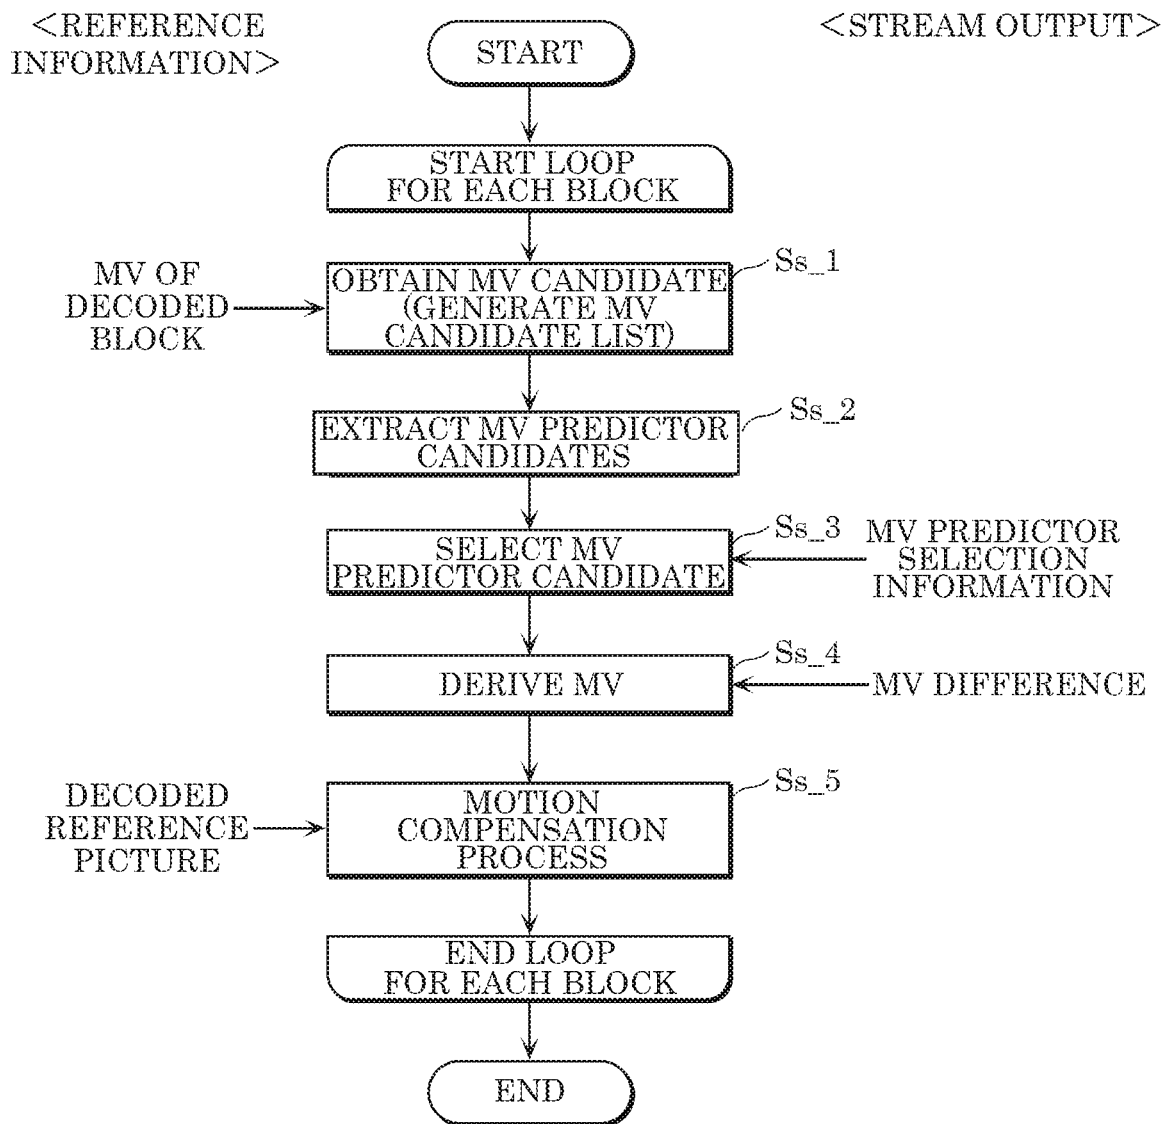 <REFERENCE
INFORMATION>
<STREAM OUTPUT>
START
START LOOP
FOR EACH BLOCK
MV OF
DECODED
BLOCK
OBTAIN MV CANDIDATE
(GENERATE MV
CANDIDATE LIST)
Ss_1
EXTRACT MV PREDICTOR
CANDIDATES
Ss_2
SELECT MV
PREDICTOR CANDIDATE
Ss_3
MV PREDICTOR
SELECTION
INFORMATION
DERIVE MV
Ss_4
MV DIFFERENCE
DECODED
REFERENCE
PICTURE
MOTION
COMPENSATION
PROCESS
Ss_5
END LOOP
FOR EACH BLOCK
END